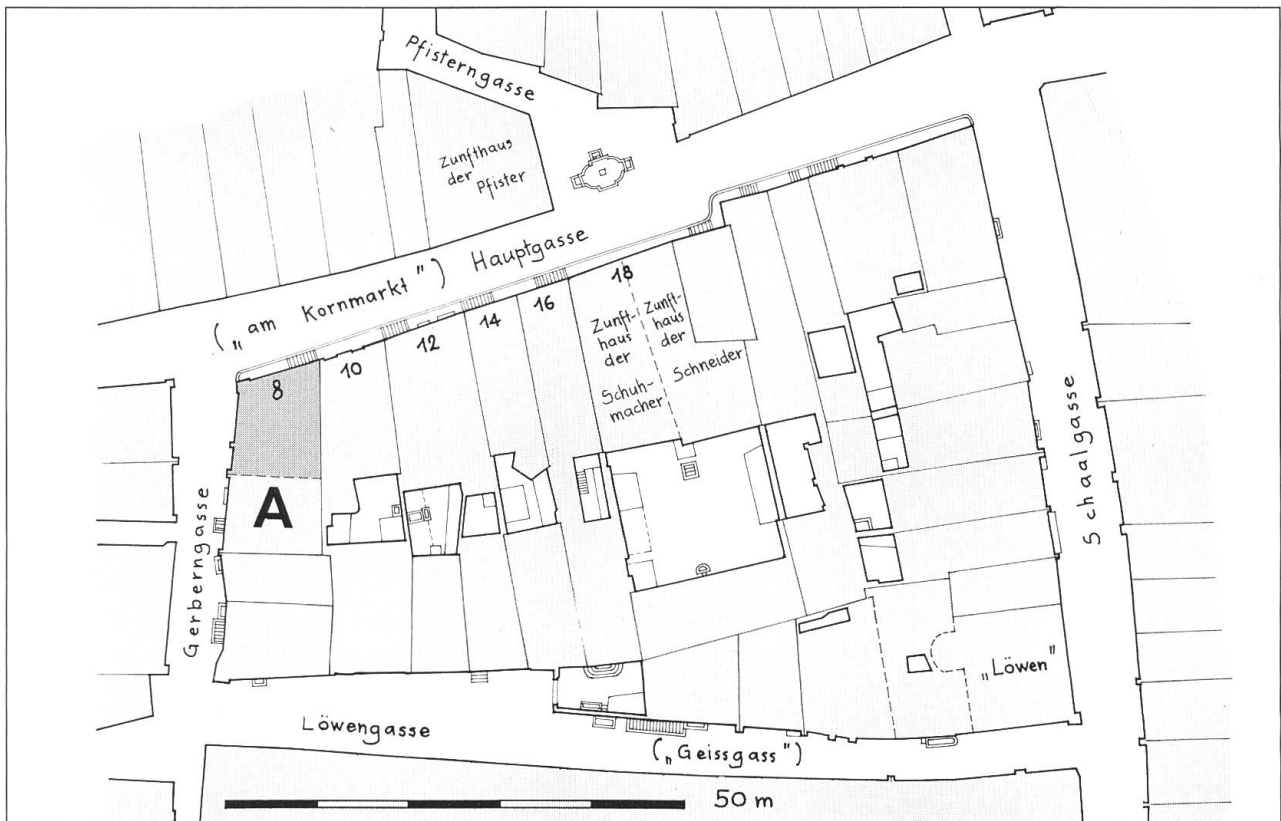 Pfisterngasse
Zunfthaus
der
Pfister
(„am Kornmarkt") Hauptgasse
8
10
12
14
16
18
Zunft-
haus
der
Schuh-
macher
Zunft-
haus
der
Schneider
A
Gerberngasse
Schaalgasse
„Löwen"
Löwengasse
(„Geissgass")
50 m